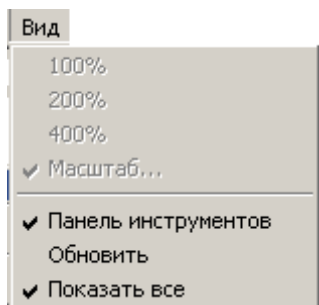 Вид
100%
200%
400%
Масштаб...
Панель инструментов
Обновить
Показать все